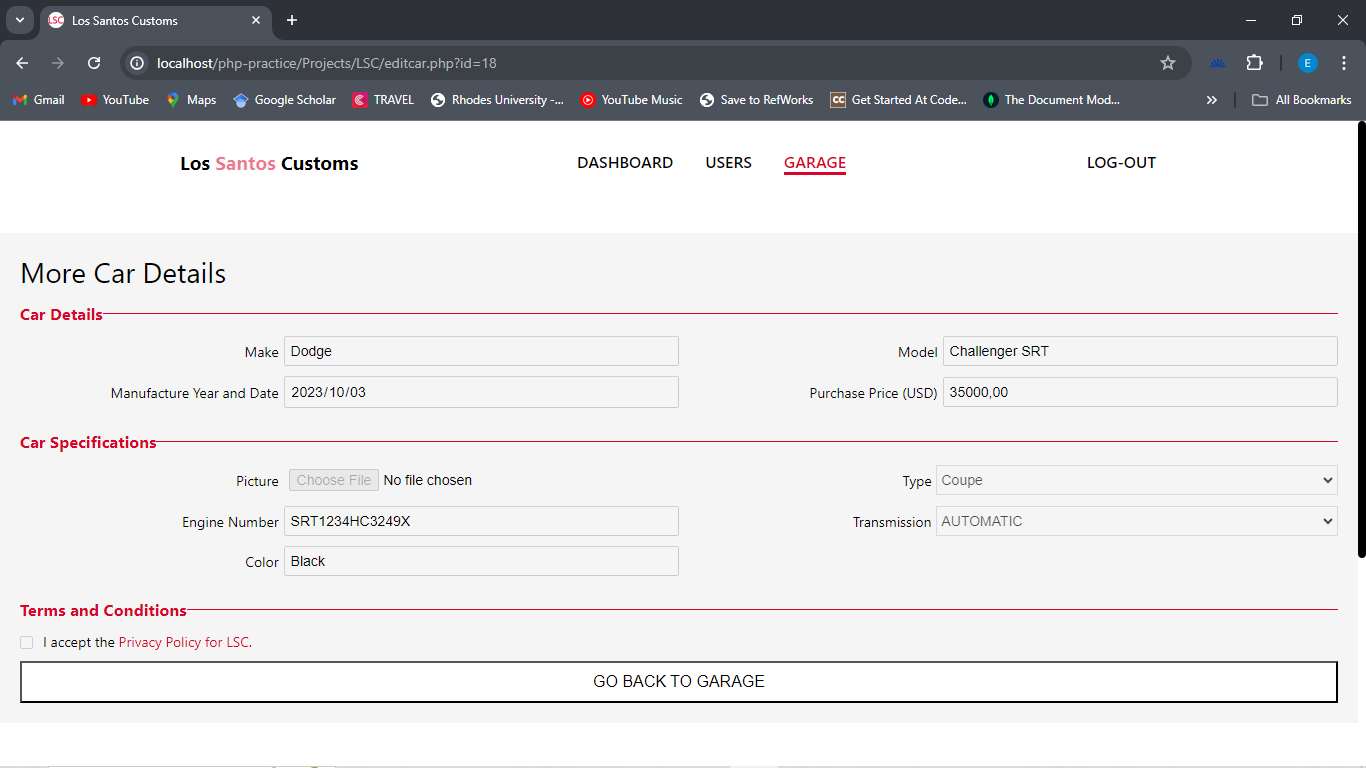 LSC Los Santos Customs
localhost/php-practice/Projects/LSC/editcar.php?id=18 E
Gmail YouTube Maps Google Scholar TRAVEL Rhodes University -... YouTube Music Save to RefWorks CC Get Started At Code... The Document Mod... » All Bookmarks
Los Santos Customs DASHBOARD USERS GARAGE LOG-OUT
More Car Details
Car Details
Make Dodge Model Challenger SRT
Manufacture Year and Date 2023/10/03 Purchase Price (USD) 35000,00
Car Specifications
Picture Choose File No file chosen Type Coupe
Engine Number SRT1234HC3249X Transmission AUTOMATIC
Color Black
Terms and Conditions
I accept the Privacy Policy for LSC.
GO BACK TO GARAGE